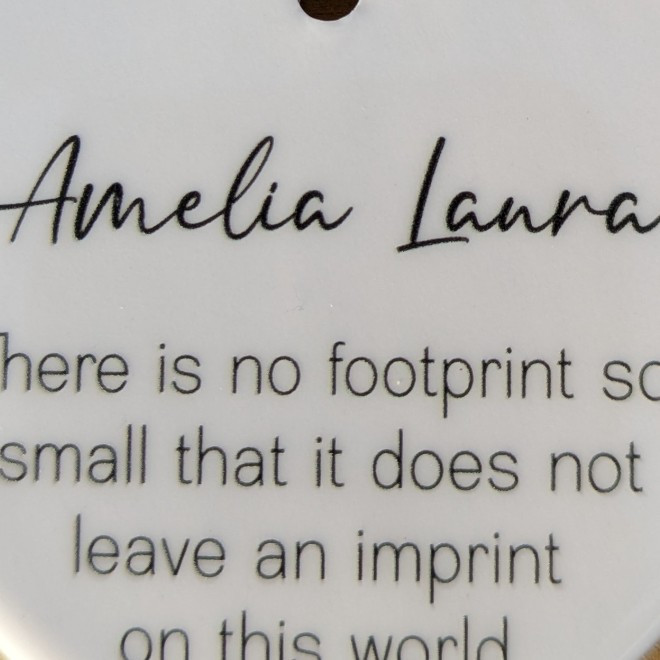 Amelia Laura
here is no footprint so
small that it does not
leave an imprint
on this world